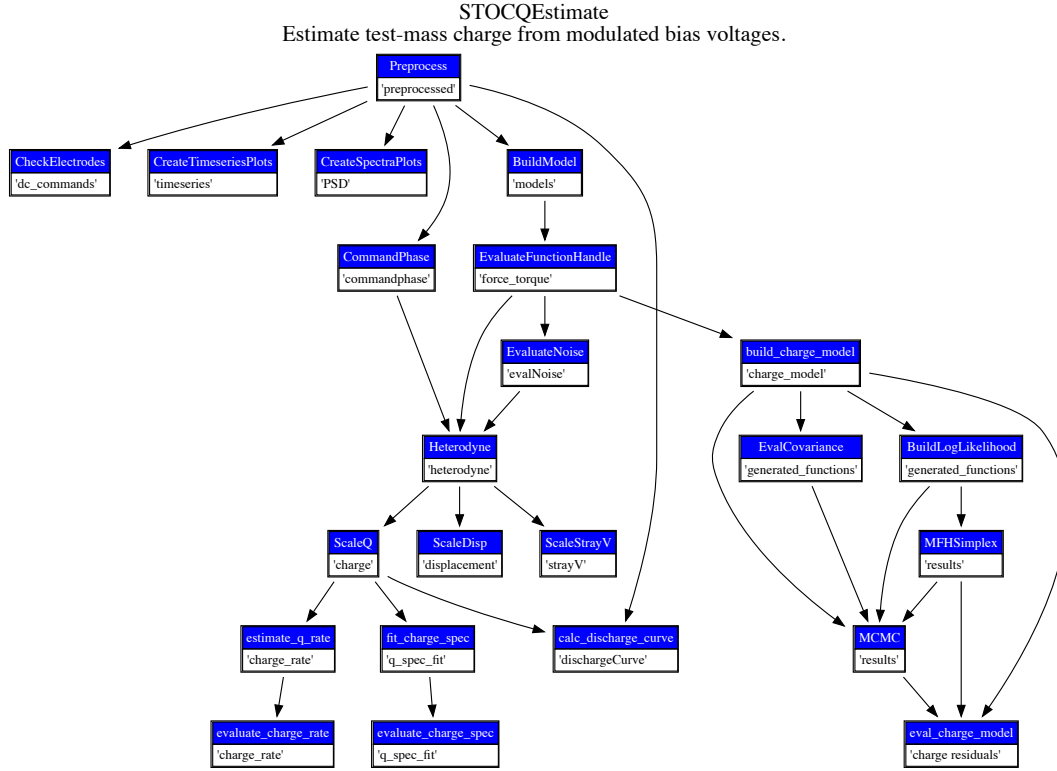 STOCQEstimate
Estimate test-mass charge from modulated bias voltages.
Preprocess
'preprocessed'
CheckElectrodes
'dc_commands'
CreateTimeseriesPlots
'timeseries'
CreateSpectraPlots
'PSD'
BuildModel
'models'
CommandPhase
'commandphase'
EvaluateFunctionHandle
'force_torque'
EvaluateNoise
'evalNoise'
build_charge_model
'charge_model'
Heterodyne
'heterodyne'
EvalCovariance
'generated_functions'
BuildLogLikelihood
'generated_functions'
ScaleQ
'charge'
ScaleDisp
'displacement'
ScaleStrayV
'strayV'
MFHSimplex
'results'
estimate_q_rate
'charge_rate'
fit_charge_spec
'q_spec_fit'
calc_discharge_curve
'dischargeCurve'
MCMC
'results'
evaluate_charge_rate
'charge_rate'
evaluate_charge_spec
'q_spec_fit'
eval_charge_model
'charge residuals'